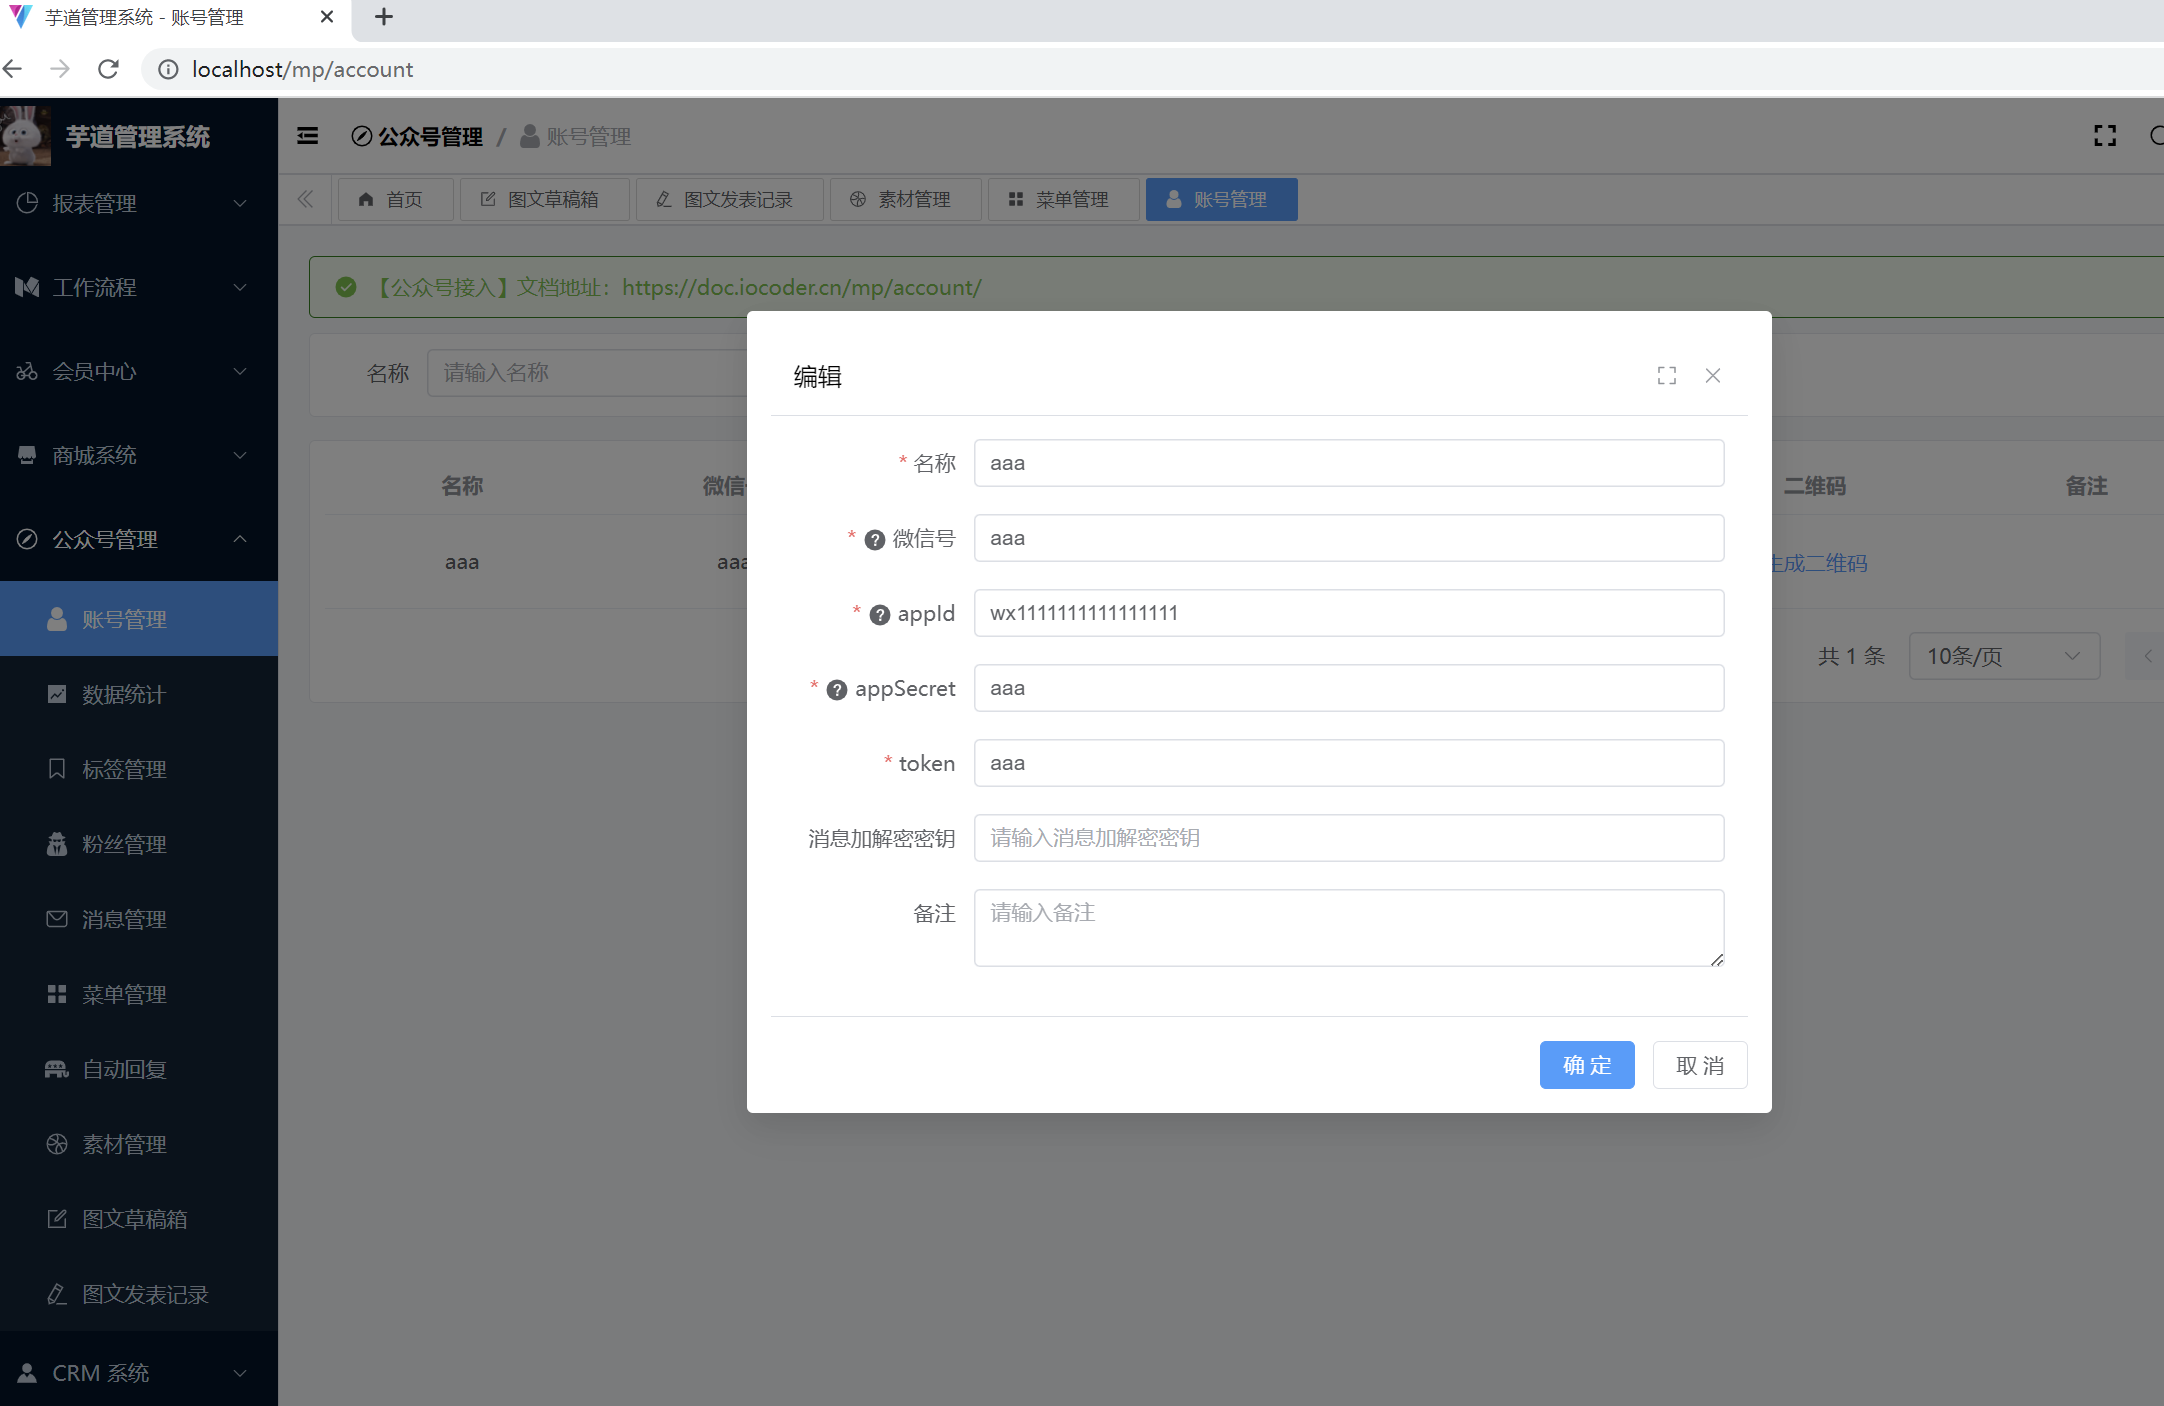 芋道管理系统 - 账号管理
localhost/mp/account
芋道管理系统
公众号管理 / 账号管理
首页
图文草稿箱
图文发表记录
素材管理
菜单管理
账号管理
报表管理
工作流程
会员中心
商城系统
公众号管理
账号管理
数据统计
标签管理
粉丝管理
消息管理
菜单管理
自动回复
素材管理
图文草稿箱
图文发表记录
CRM 系统
【公众号接入】文档地址：https://doc.iocoder.cn/mp/account/
名称 请输入名称
名称 微信 二维码 备注
aaa aaa 生成二维码
共 1 条 10条/页
编辑
* 名称 aaa
* 微信号 aaa
* appId wx1111111111111111
* appSecret aaa
* token aaa
消息加解密密钥 请输入消息加解密密钥
备注 请输入备注
确 定 取 消